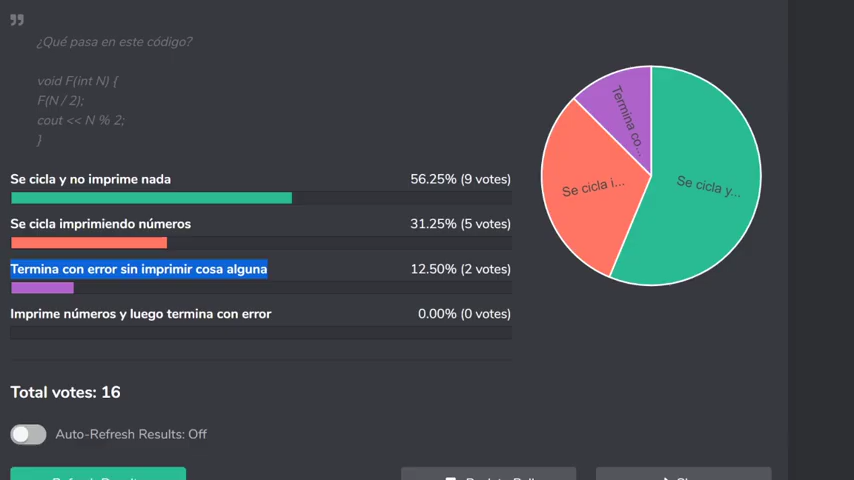 ¿Qué pasa en este código?
void F(int N) {
F(N / 2);
cout << N % 2;
}
Se cicla y no imprime nada 56.25% (9 votes)
Se cicla imprimiendo números 31.25% (5 votes)
Termina con error sin imprimir cosa alguna 12.50% (2 votes)
Imprime números y luego termina con error 0.00% (0 votes)
Total votes: 16
Auto-Refresh Results: Off
Termina co...
Se cicla i...
Se cicla y...